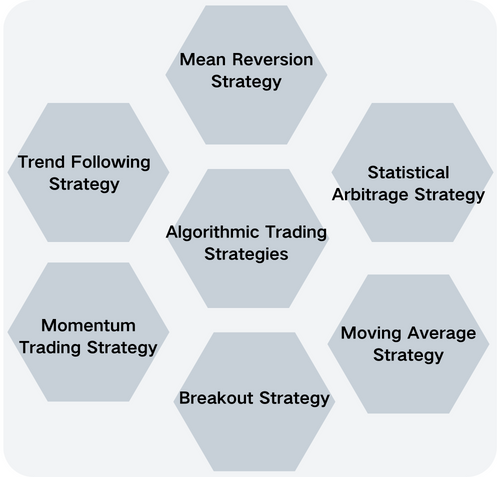 Mean Reversion
Strategy
Trend Following
Strategy
Statistical
Arbitrage Strategy
Algorithmic Trading
Strategies
Momentum
Trading Strategy
Moving Average
Strategy
Breakout Strategy